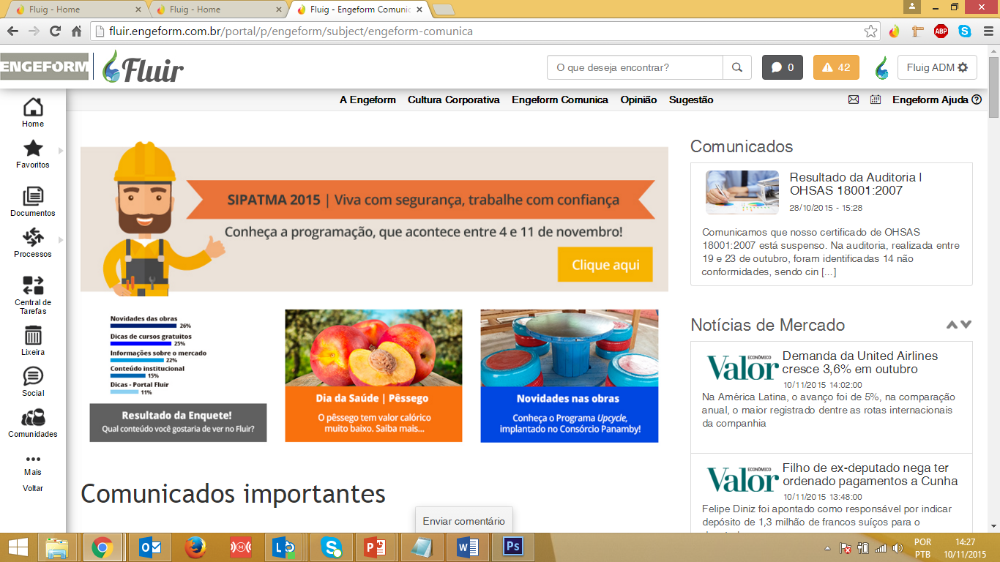 Fluig - Home
Fluig - Home
Fluig - Engeform Comunic
fluir.engeform.com.br/portal/p/engeform/subject/engeform-comunica
ABP
ENGEFORM
Fluir
O que deseja encontrar?
0
42
Fluig ADM
A Engeform Cultura Corporativa Engeform Comunica Opinião Sugestão
Engeform Ajuda
Home
Favoritos
Documentos
Processos
Central de
Tarefas
Lixeira
Social
Comunidades
Mais
Voltar
SIPATMA 2015 | Viva com segurança, trabalhe com confiança
Conheça a programação, que acontece entre 4 e 11 de novembro!
Clique aqui
Novidades das obras
26%
Dicas de cursos gratuitos
25%
Informações sobre o mercado
22%
Conteúdo institucional
15%
Dicas - Portal Fluir
11%
Resultado da Enquete!
Qual conteúdo você gostaria de ver no Fluir?
Dia da Saúde | Pêssego
O pêssego tem valor calórico
muito baixo. Saiba mais...
Novidades nas obras
Conheça o Programa Upcycle,
implantado no Consórcio Panamby!
Comunicados importantes
Comunicados
Resultado da Auditoria l
OHSAS 18001:2007
28/10/2015 - 15:28
Comunicamos que nosso certificado de OHSAS
18001:2007 está suspenso. Na auditoria, realizada entre
19 e 23 de outubro, foram identificadas 14 não
conformidades, sendo cin [...]
Notícias de Mercado
Valor ECONÔMICO
Demanda da United Airlines
cresce 3,6% em outubro
10/11/2015 14:02:00
Na América Latina, o avanço foi de 5%, na comparação
anual, o maior registrado dentre as rotas internacionais
da companhia
Valor ECONÔMICO
Filho de ex-deputado nega ter
ordenado pagamentos a Cunha
10/11/2015 13:48:00
Felipe Diniz foi apontado como responsável por indicar
depósito de 1,3 milhão de francos suíços para o
Enviar comentário
POR
PTB
14:27
10/11/2015